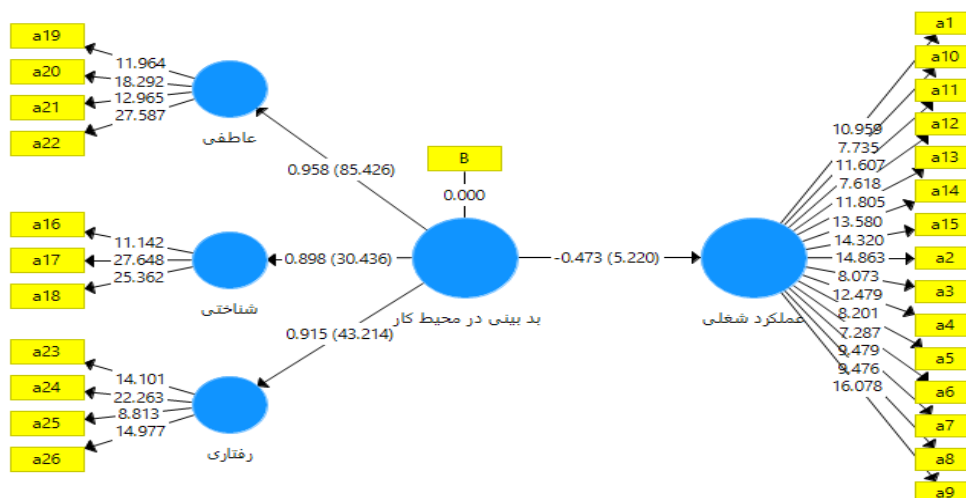 a19
a20
a21
a22
11.964
18.292
12.965
27.587
عاطفی
0.958 (85.426)
a16
a17
a18
11.142
27.648
25.362
شناختی
0.898 (30.436)
a23
a24
a25
a26
14.101
22.263
8.813
14.977
رفتاری
0.915 (43.214)
B
0.000
بد بینی در محیط کار
-0.473 (5.220)
عملکرد شغلی
10.959
7.735
11.607
7.618
11.805
13.580
14.320
14.863
8.073
12.479
8.201
7.287
9.479
9.476
16.078
a1
a10
a11
a12
a13
a14
a15
a2
a3
a4
a5
a6
a7
a8
a9